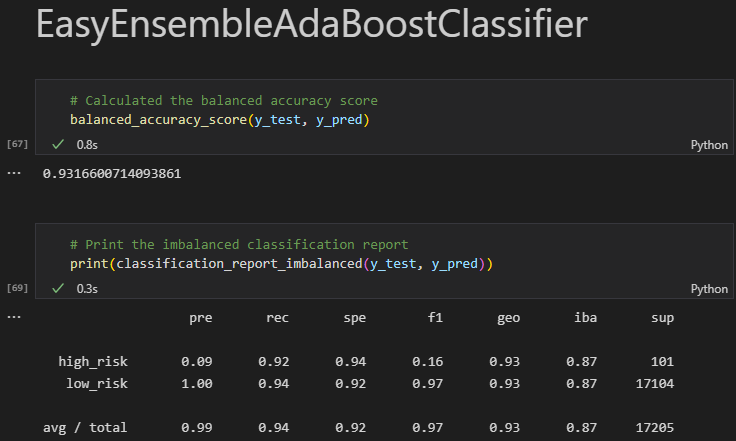 EasyEnsembleAdaBoostClassifier
# Calculated the balanced accuracy score
balanced_accuracy_score(y_test, y_pred)
[67] 0.8s Python
... 0.9316600714093861
# Print the imbalanced classification report
print(classification_report_imbalanced(y_test, y_pred))
[69] 0.3s Python
... pre rec spe f1 geo iba sup
high_risk 0.09 0.92 0.94 0.16 0.93 0.87 101
low_risk 1.00 0.94 0.92 0.97 0.93 0.87 17104
avg / total 0.99 0.94 0.92 0.97 0.93 0.87 17205